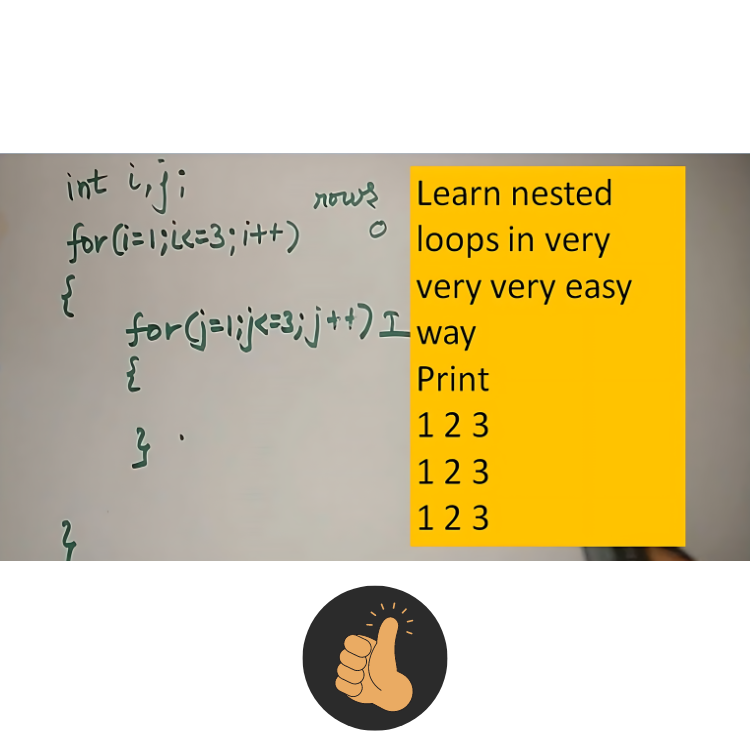 int i,j;
rows
for(i=1;i<=3;i++)
O
{
for(j=1;j<=3;j++) I
{
}
}
Learn nested
loops in very
very very easy
way
Print
1 2 3
1 2 3
1 2 3